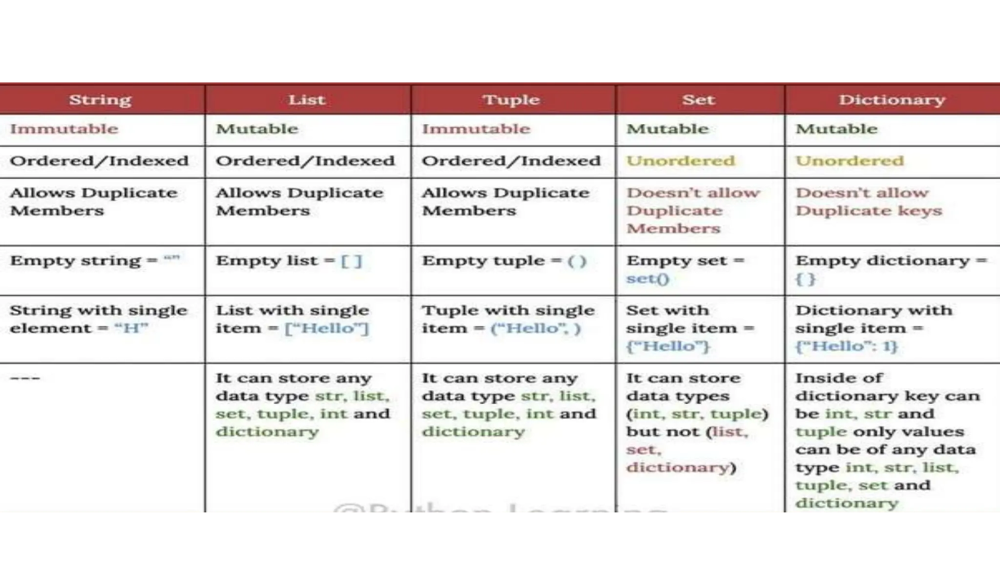 String List Tuple Set Dictionary
Immutable Mutable Immutable Mutable Mutable
Ordered/Indexed Ordered/Indexed Ordered/Indexed Unordered Unordered
Allows Duplicate
Members
Allows Duplicate
Members
Allows Duplicate
Members
Doesn't allow
Duplicate
Members
Doesn't allow
Duplicate keys
Empty string = “”
Empty list = [ ]
Empty tuple = ( )
Empty set =
set()
Empty dictionary =
{ }
String with single
element = “H”
List with single
item = [“Hello”]
Tuple with single
item = (“Hello”, )
Set with
single item =
{“Hello”}
Dictionary with
single item =
{“Hello”: 1}
---
It can store any
data type str, list,
set, tuple, int and
dictionary
It can store any
data type str, list,
set, tuple, int and
dictionary
It can store
data types
(int, str, tuple)
but not (list,
set,
dictionary)
Inside of
dictionary key can
be int, str and
tuple only values
can be of any data
type int, str, list,
tuple, set and
dictionary
@Python_Learning